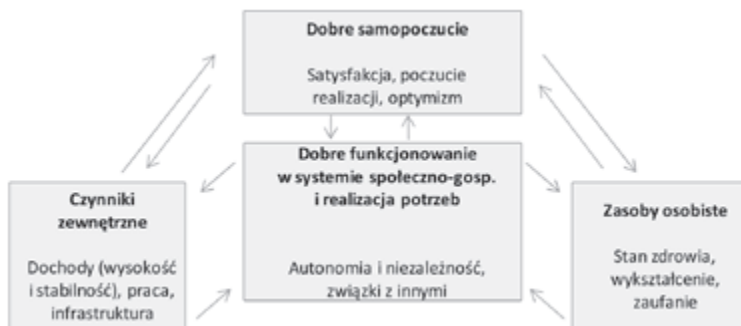 Dobre samopoczucie
Satysfakcja, poczucie
realizacji, optymizm
Dobre funkcjonowanie
w systemie społeczno-gosp.
i realizacja potrzeb
Autonomia i niezależność,
związki z innymi
Czynniki
zewnętrzne
Dochody (wysokość
i stabilność), praca,
infrastruktura
Zasoby osobiste
Stan zdrowia,
wykształcenie,
zaufanie